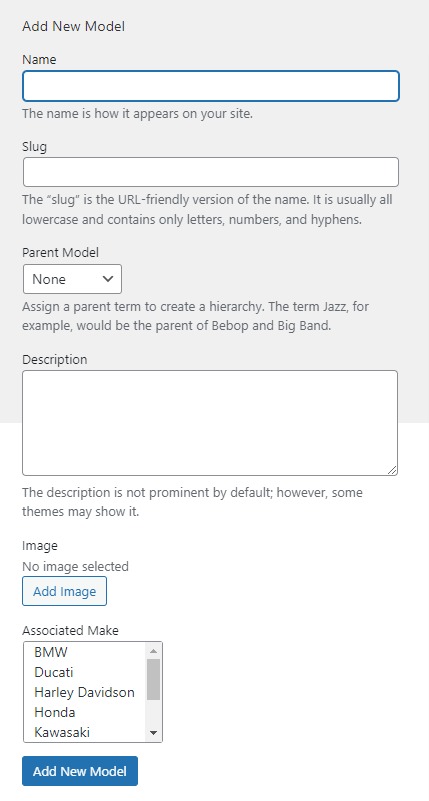 Add New Model
Name
The name is how it appears on your site.
Slug
The “slug” is the URL-friendly version of the name. It is usually all
lowercase and contains only letters, numbers, and hyphens.
Parent Model
None
Assign a parent term to create a hierarchy. The term Jazz, for
example, would be the parent of Bebop and Big Band.
Description
The description is not prominent by default; however, some
themes may show it.
Image
No image selected
Add Image
Associated Make
BMW
Ducati
Harley Davidson
Honda
Kawasaki
Add New Model